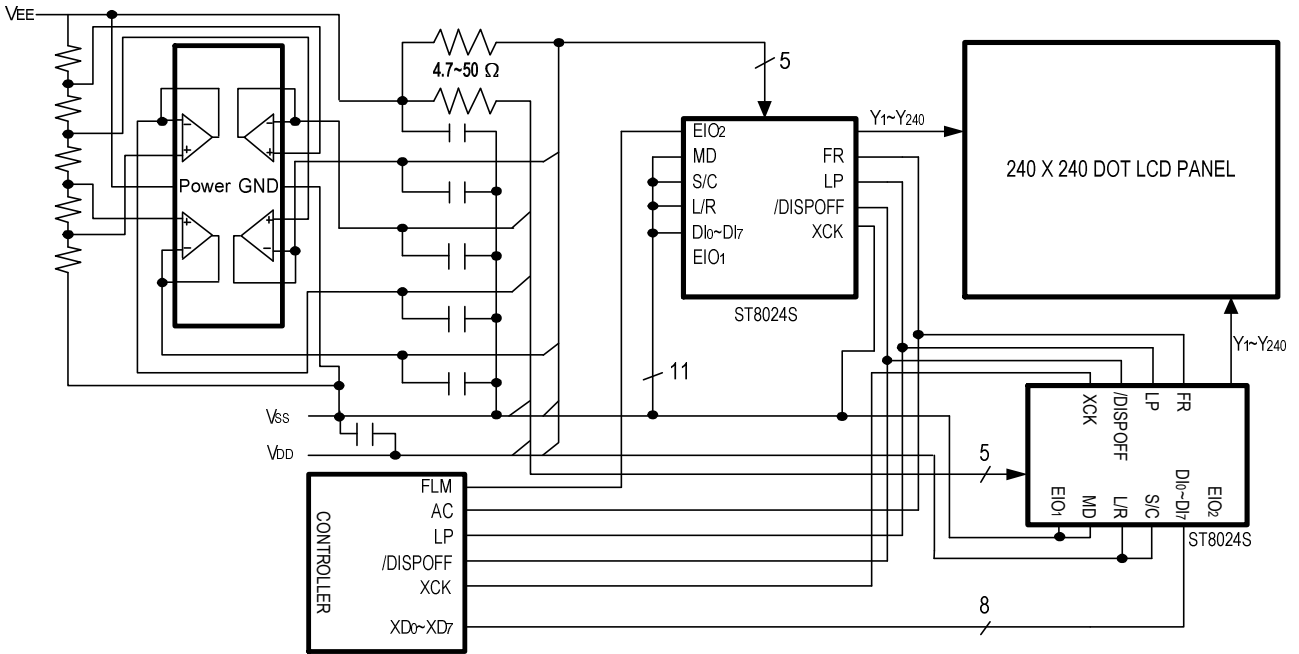 VEE
4.7~50 Ω
5
Power GND
EIO2
MD
S/C
L/R
DI0~DI7
EIO1
FR
LP
/DISPOFF
XCK
ST8024S
Y1~Y240
240 X 240 DOT LCD PANEL
Y1~Y240
11
VSS
VDD
5
XCK
/DISPOFF
LP
FR
EIO1
MD
L/R
S/C
DI0~DI7
EIO2
ST8024S
CONTROLLER
FLM
AC
LP
/DISPOFF
XCK
XD0~XD7
8